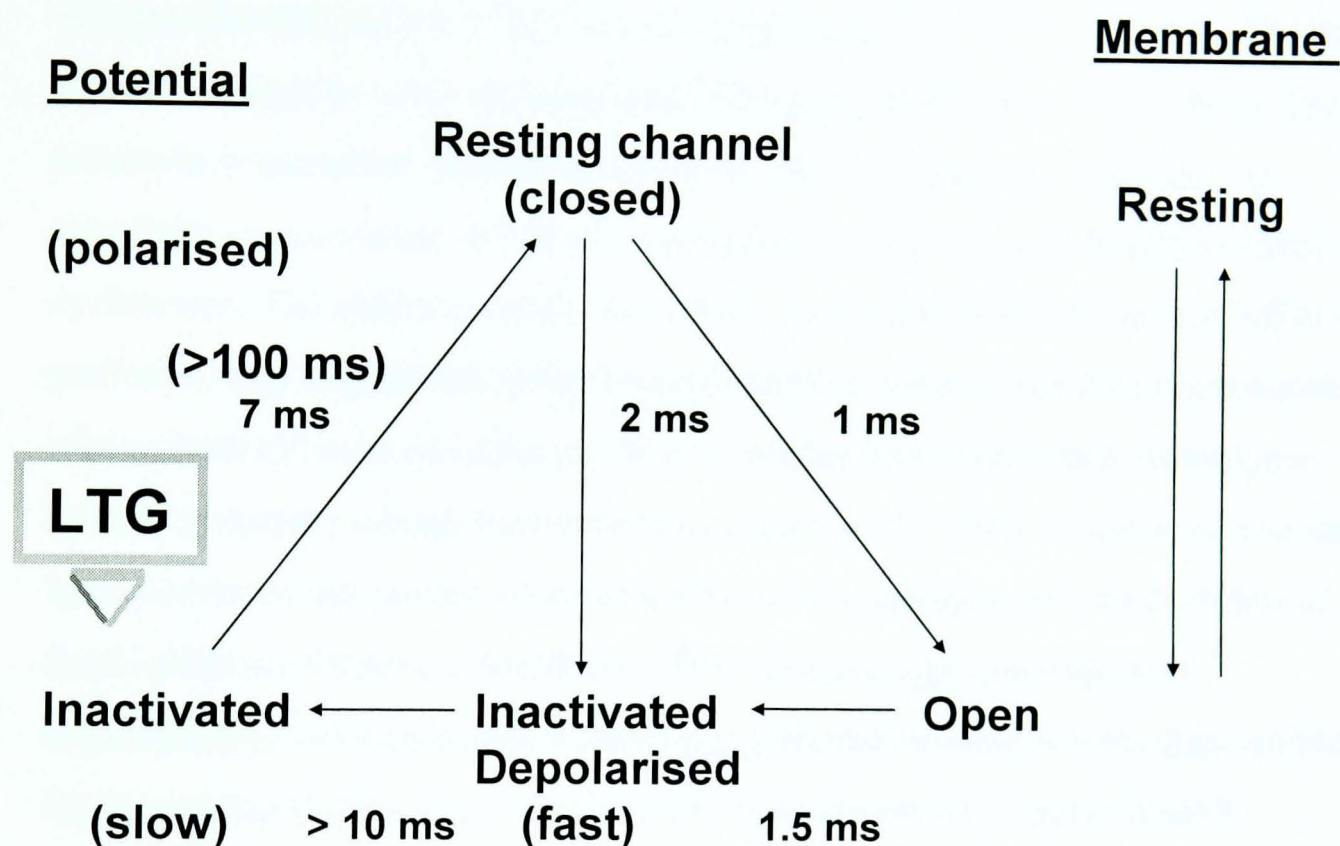 Membrane
Potential
Resting channel
(closed)
Resting
(polarised)
(>100 ms)
7 ms
2 ms
1 ms
LTG
Inactivated
Inactivated
Open
Depolarised
(slow)
> 10 ms
(fast)
1.5 ms